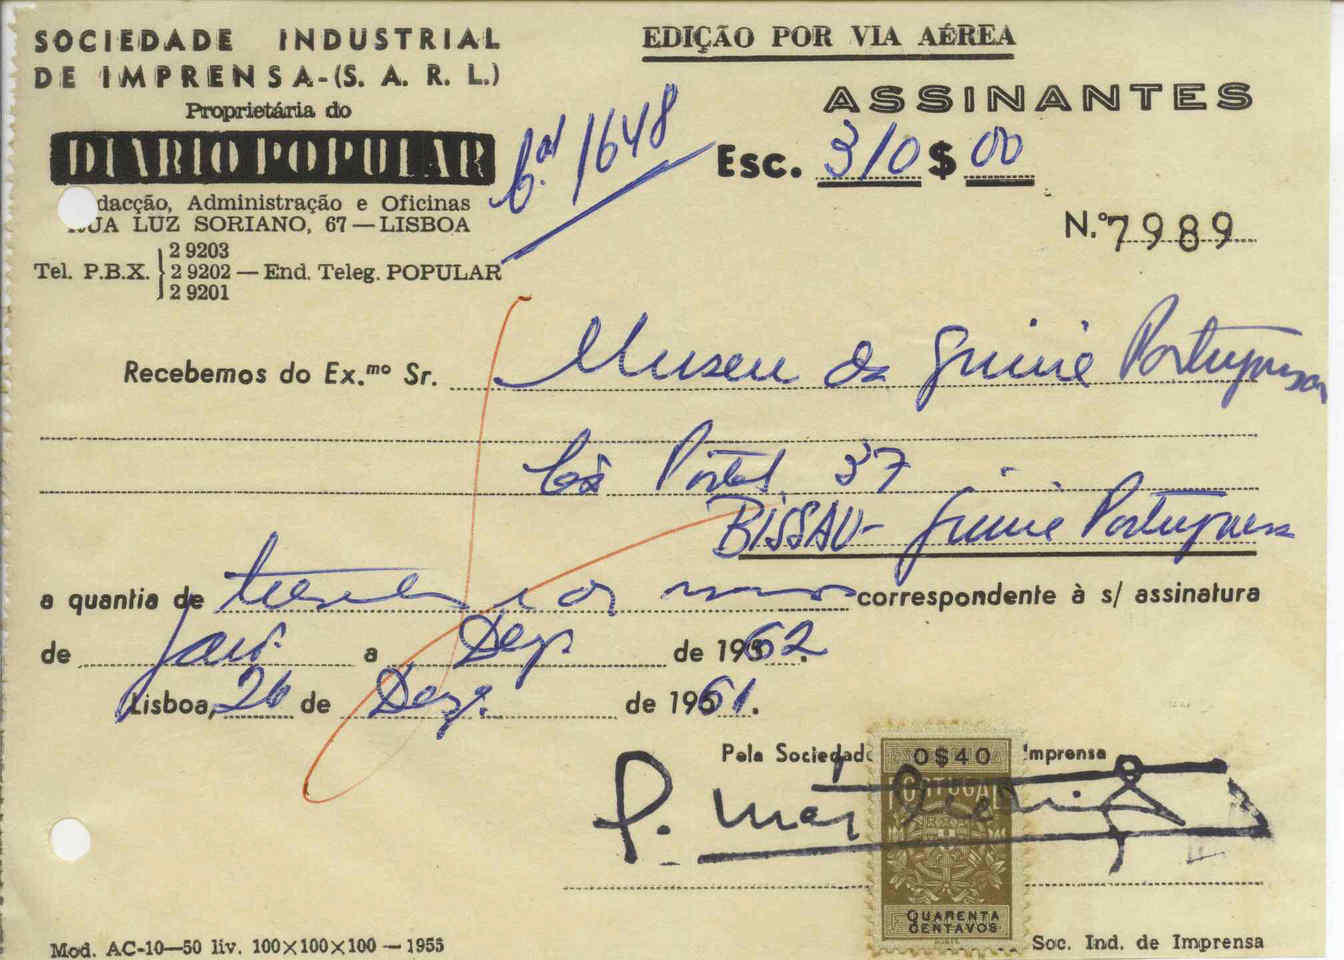 SOCIEDADE INDUSTRIAL
DE IMPRENSA-(S. A. R. L.)
Proprietária do
DIARIO POPULAR
dacção, Administração e Oficinas
RUA LUZ SORIANO, 67 — LISBOA
Tel. P.B.X. 2 9203
2 9202 — End. Teleg. POPULAR
2 9201
1648
EDIÇÃO POR VIA AÉREA
ASSINANTES
Esc. 310 $ 00
N.º 7989
Recebemos do Ex.mo Sr. Museu da Guiné Portuguesa
Postal 37
BISSAU - Guiné Portuguesa
a quantia de correspondente à s/ assinatura
de Jan. a Dez. de 1962.
Lisboa, 26 de Dez. de 1961.
Pela Sociedade Imprensa
0$40
PORTUGAL
QUARENTA
CENTAVOS
Mod. AC-10—50 liv. 100×100×100 — 1955
Soc. Ind. de Imprensa